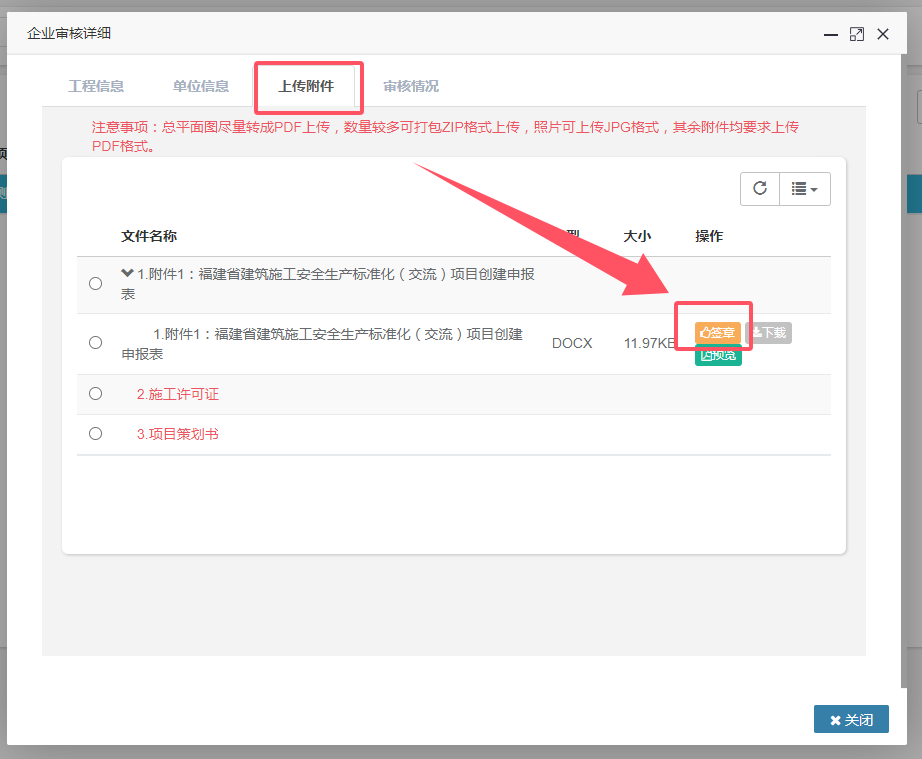 企业审核详细
工程信息 单位信息 上传附件 审核情况
注意事项：总平面图尽量转成PDF上传，数量较多可打包ZIP格式上传，照片可上传JPG格式，其余附件均要求上传
PDF格式。
文件名称 型 大小 操作
1.附件1：福建省建筑施工安全生产标准化（交流）项目创建申报
表
1.附件1：福建省建筑施工安全生产标准化（交流）项目创建
申报表
DOCX 11.97KB 签章 下载
预览
2.施工许可证
3.项目策划书
关闭